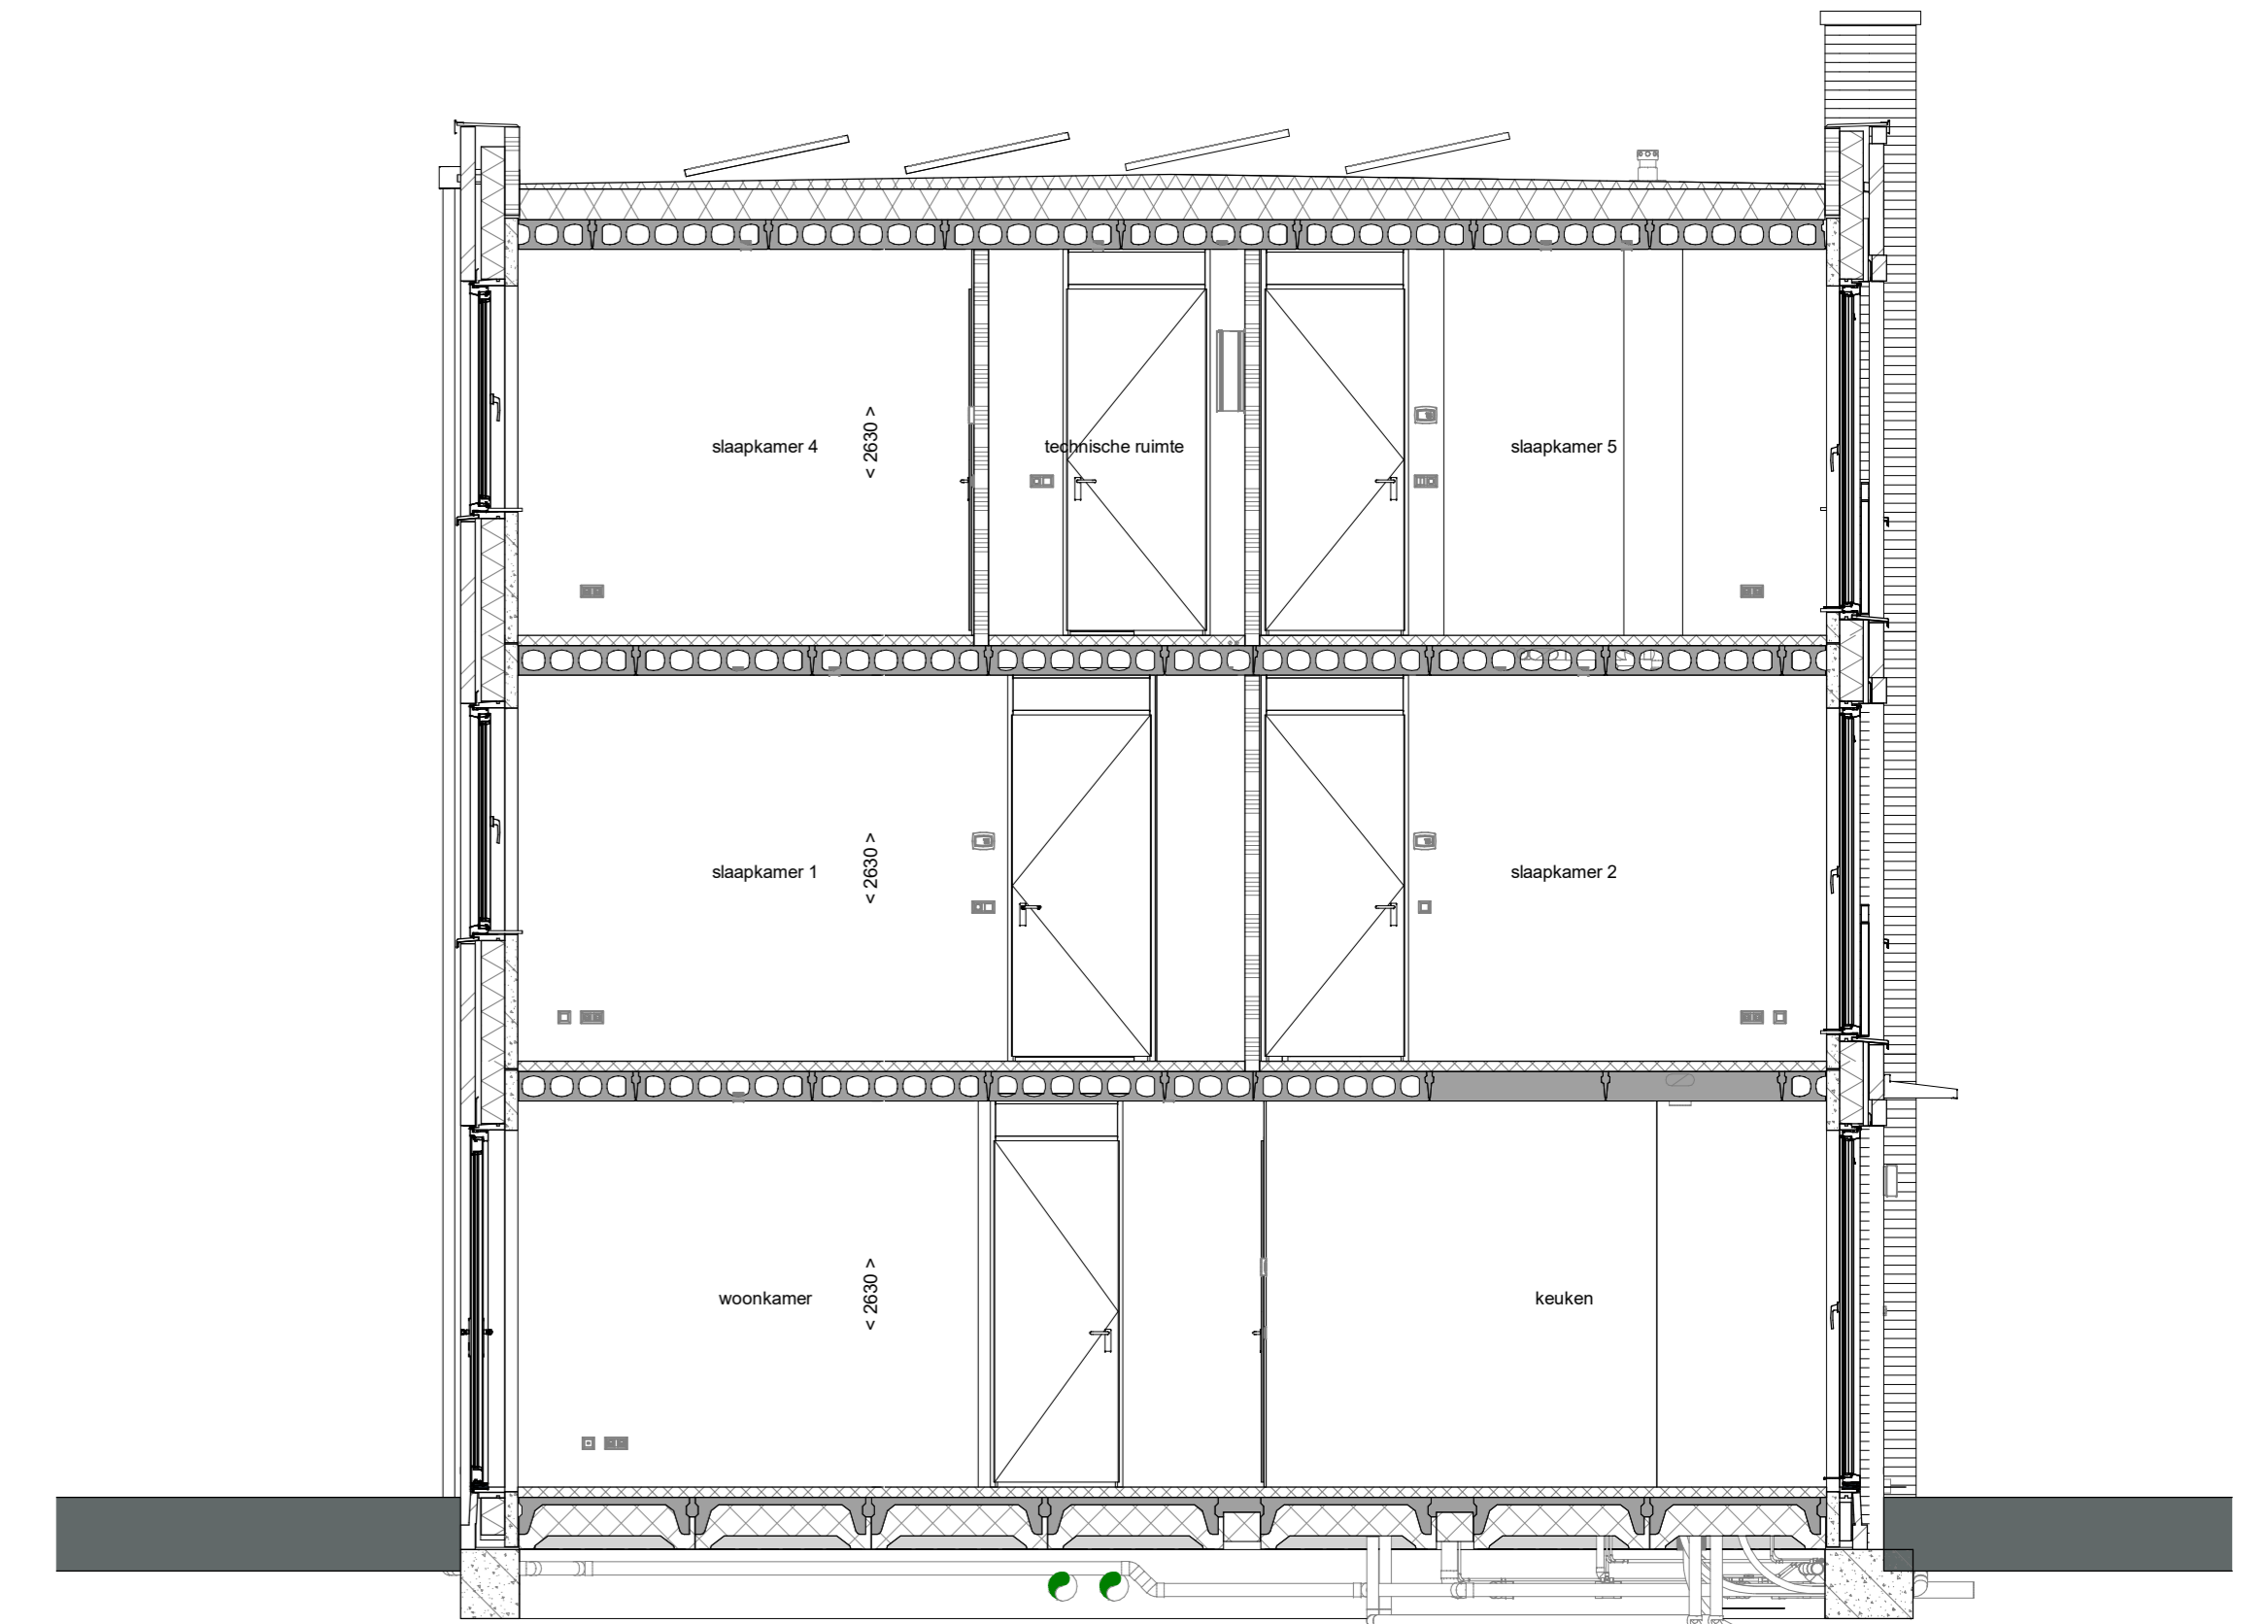 slaapkamer 4
< 2630 >
technische ruimte
slaapkamer 5
slaapkamer 1
< 2630 >
slaapkamer 2
woonkamer
< 2630 >
keuken